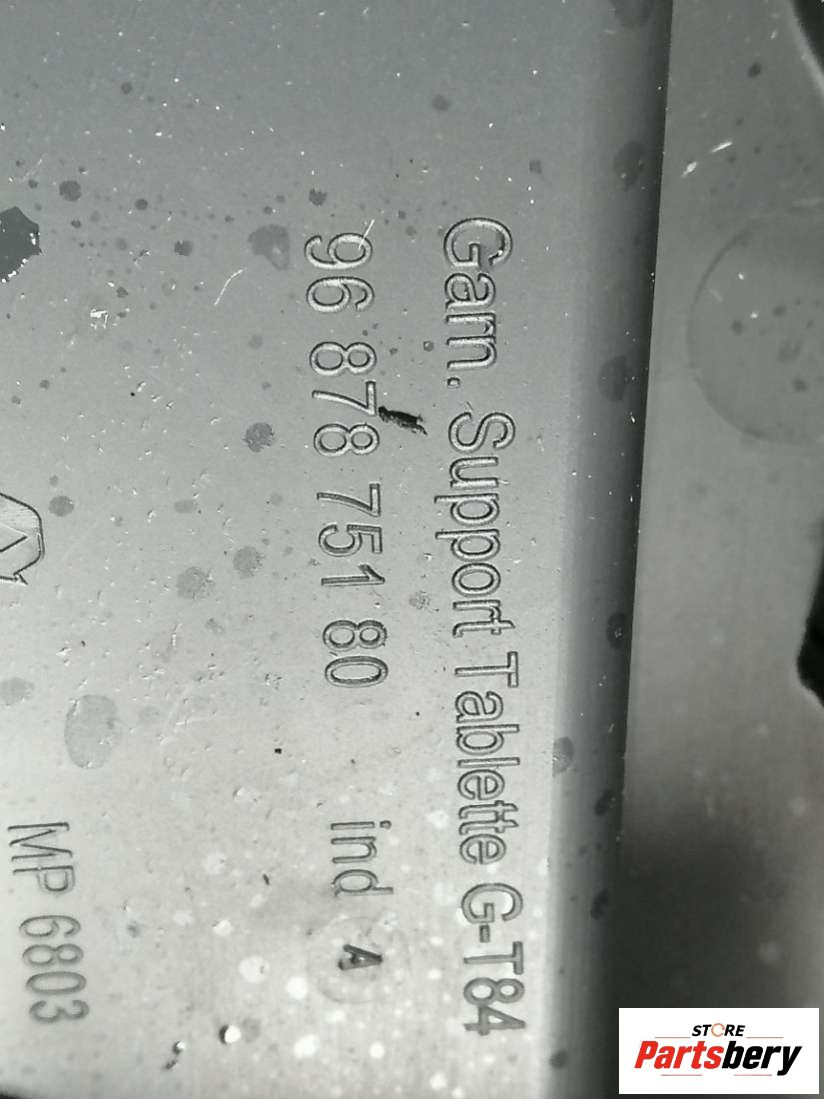 Garn. Support Tablette G-T84
96 878 751 80 ind A
MP 6803
STORE
Partsbery